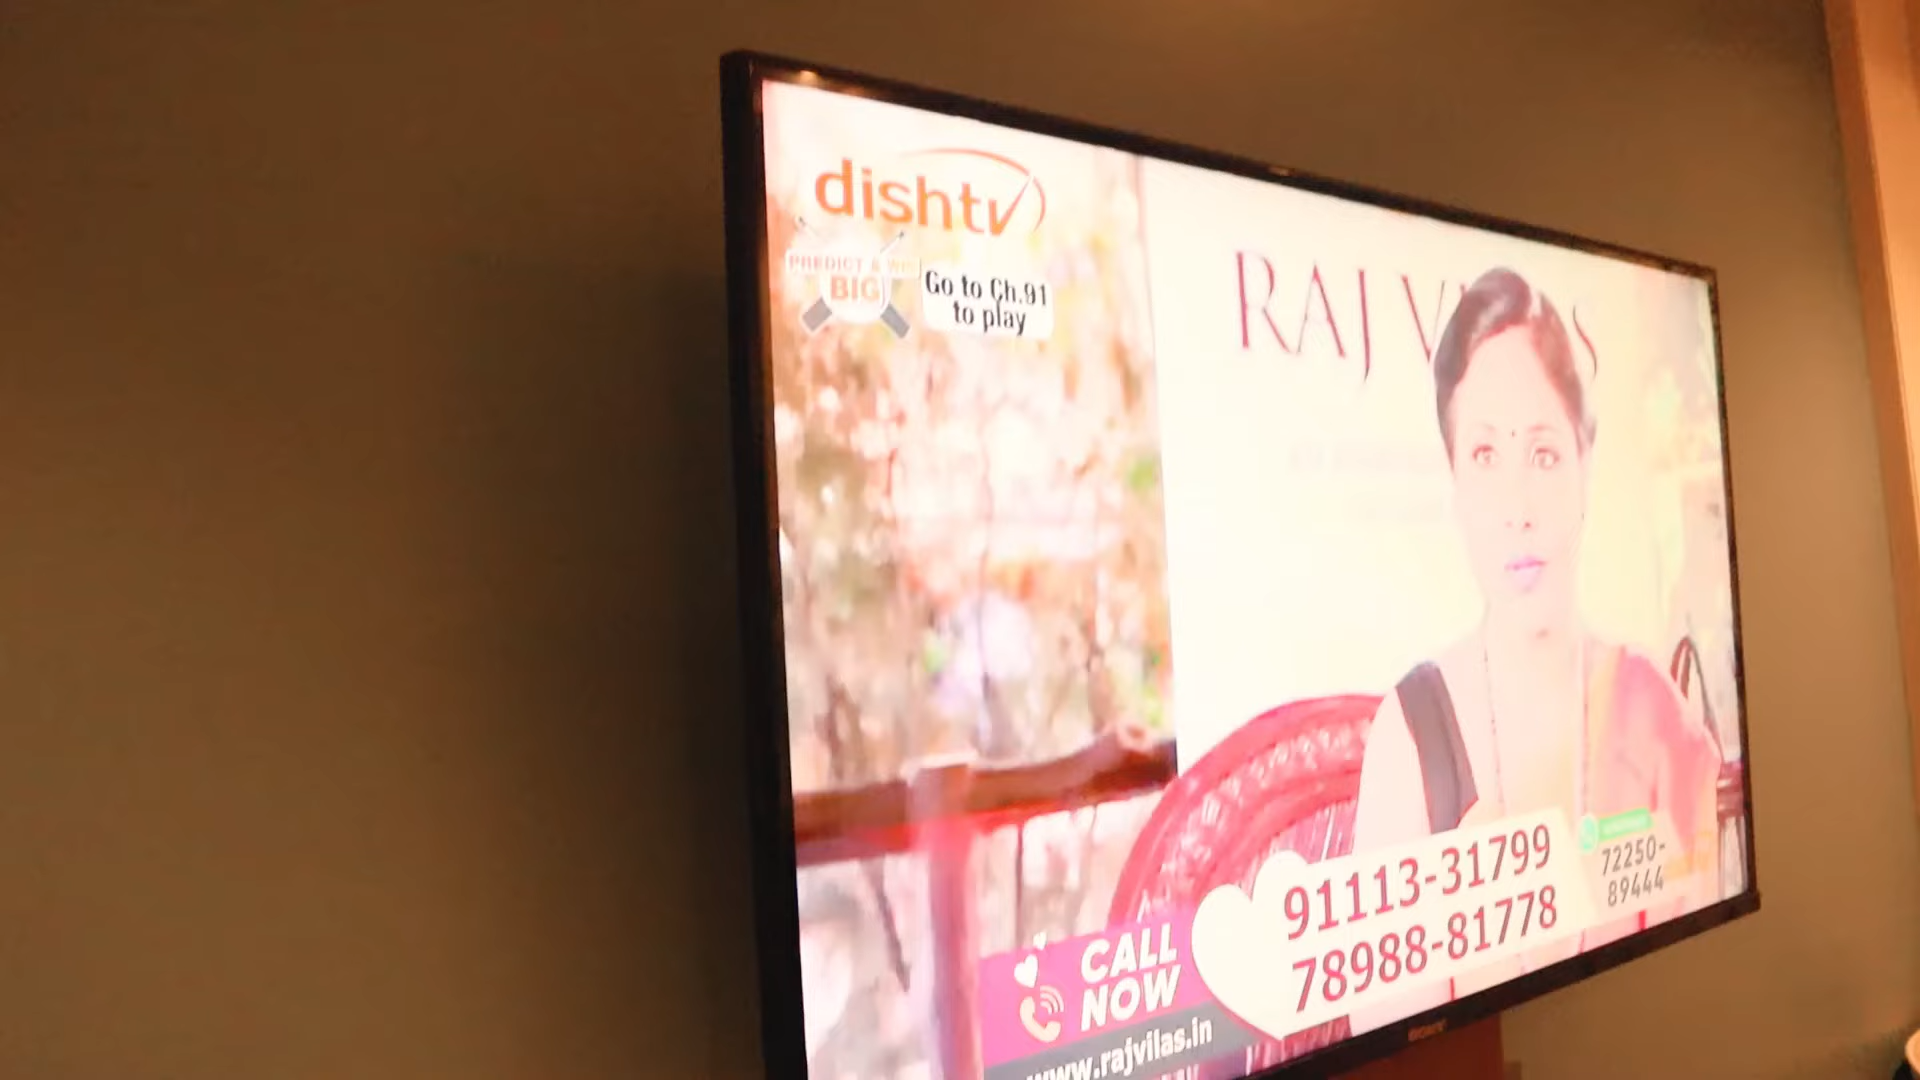 dishtv
PREDICT & WIN
BIG
Go to Ch.91
to play
RAJ V S
91113-31799
78988-81778
72250-
89444
CALL
NOW
www.rajvilas.in
SONY